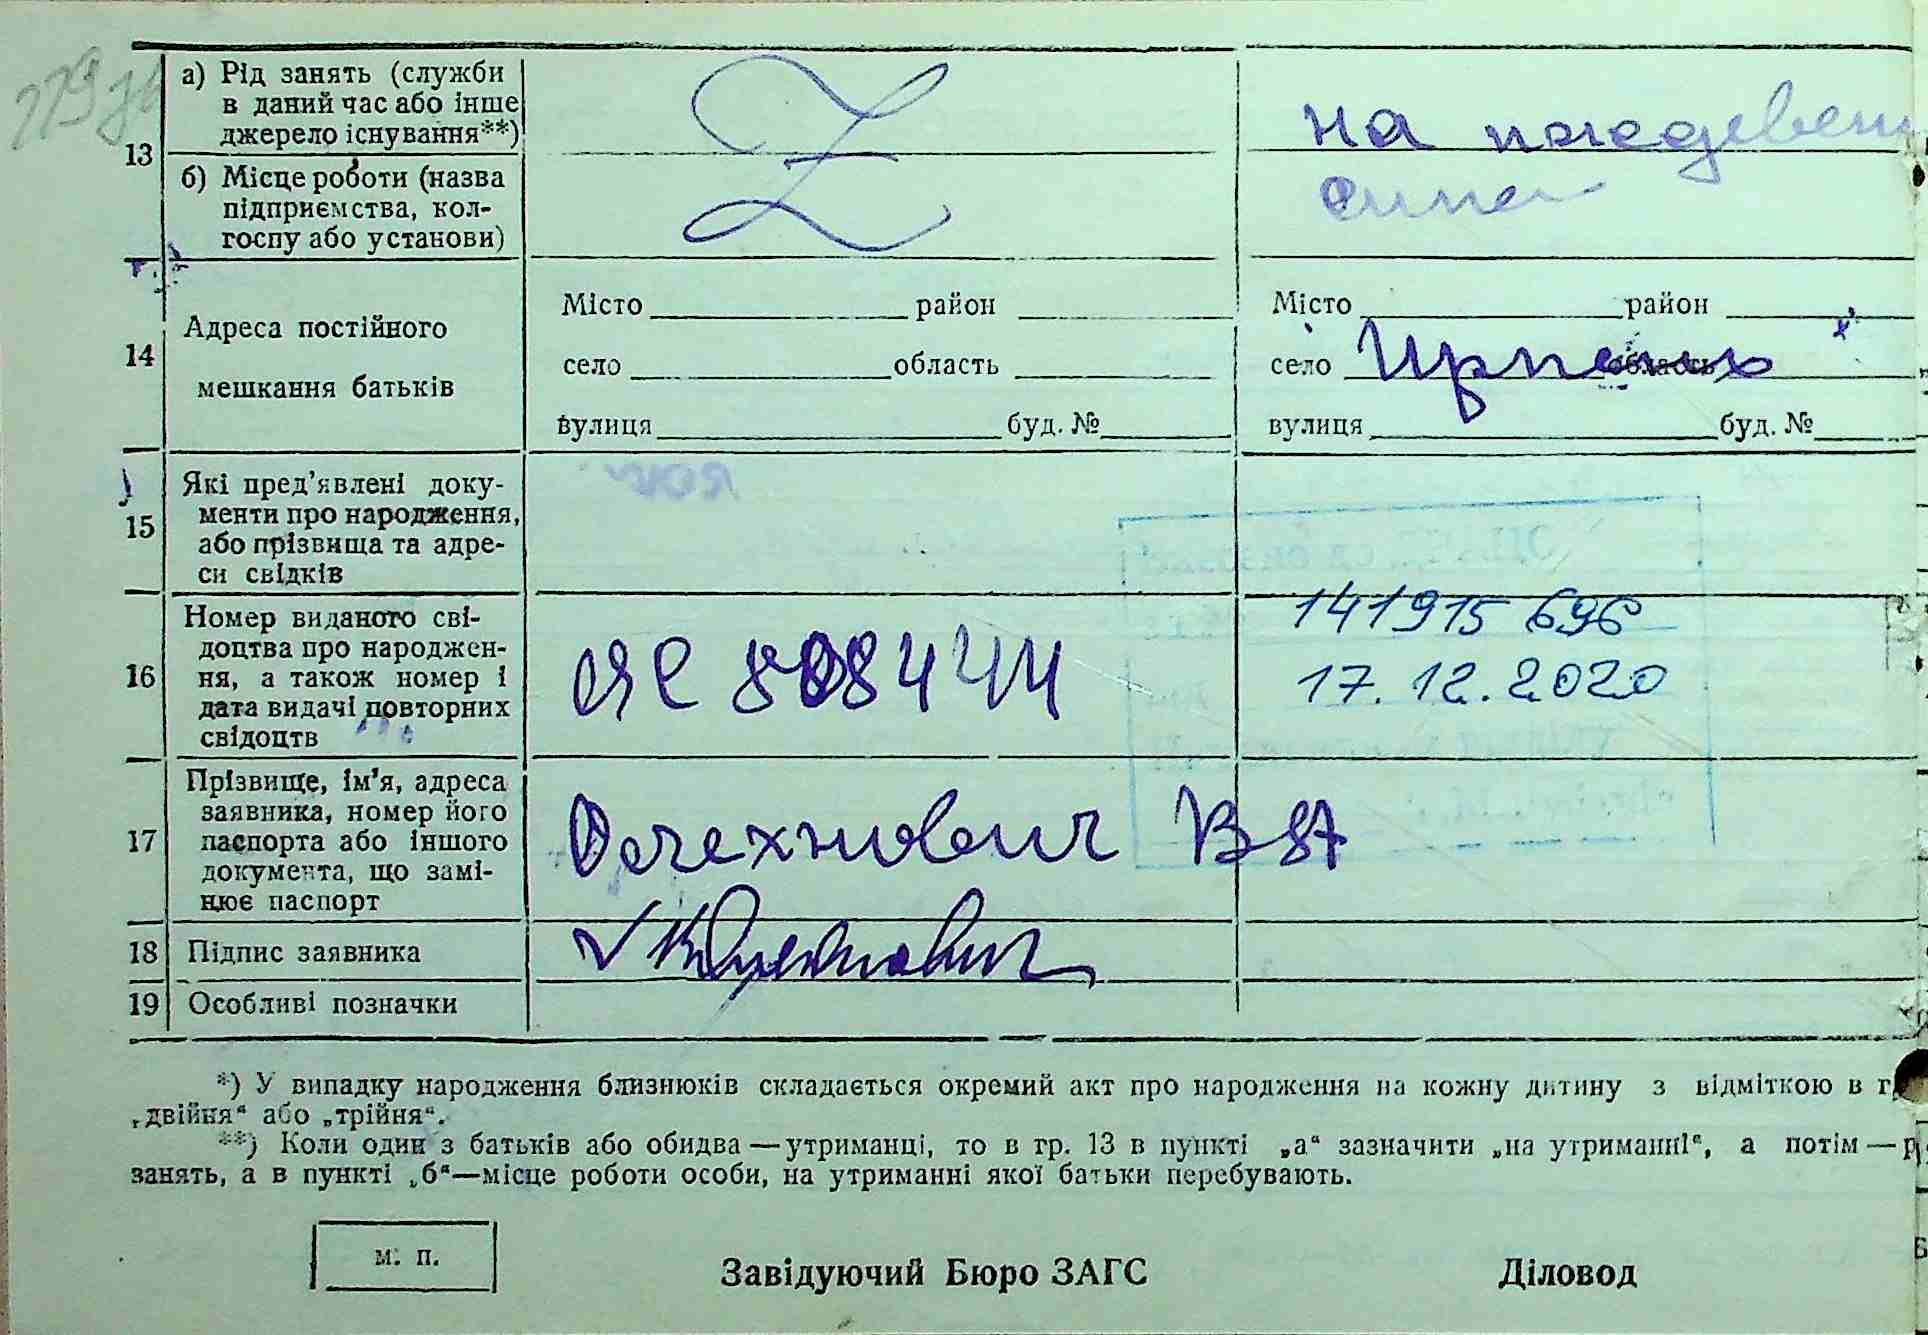 13
а) Рід занять (служби
в даний час або інше
джерело існування**)
на
б) Місце роботи (назва
підприємства, кол-
госпу або установи)
14
Адреса постійного
мешкання батьків
Місто район
село область
вулиця буд. №
Місто район
село Ирпень область
вулиця буд. №
15
Які пред’явлені доку-
менти про народження,
або прізвища та адре-
си свідків
16
Номер виданого сві-
доцтва про народжен-
ня, а також номер і
дата видачі повторних
свідоцтв
808444
141915 696
17.12.2020
17
Прізвище, ім’я, адреса
заявника, номер його
паспорта або іншого
документа, що замі-
нює паспорт
18 Підпис заявника
19 Особливі позначки
*) У випадку народження близнюків складається окремий акт про народження на кожну дитину з відміткою в г
„двійня“ або „трійня“.
**) Коли один з батьків або обидва — утриманці, то в гр. 13 в пункті „а“ зазначити „на утриманні“, а потім — р
занять, а в пункті „б“—місце роботи особи, на утриманні якої батьки перебувають.
м. п.
Завідуючий Бюро ЗАГС Діловод